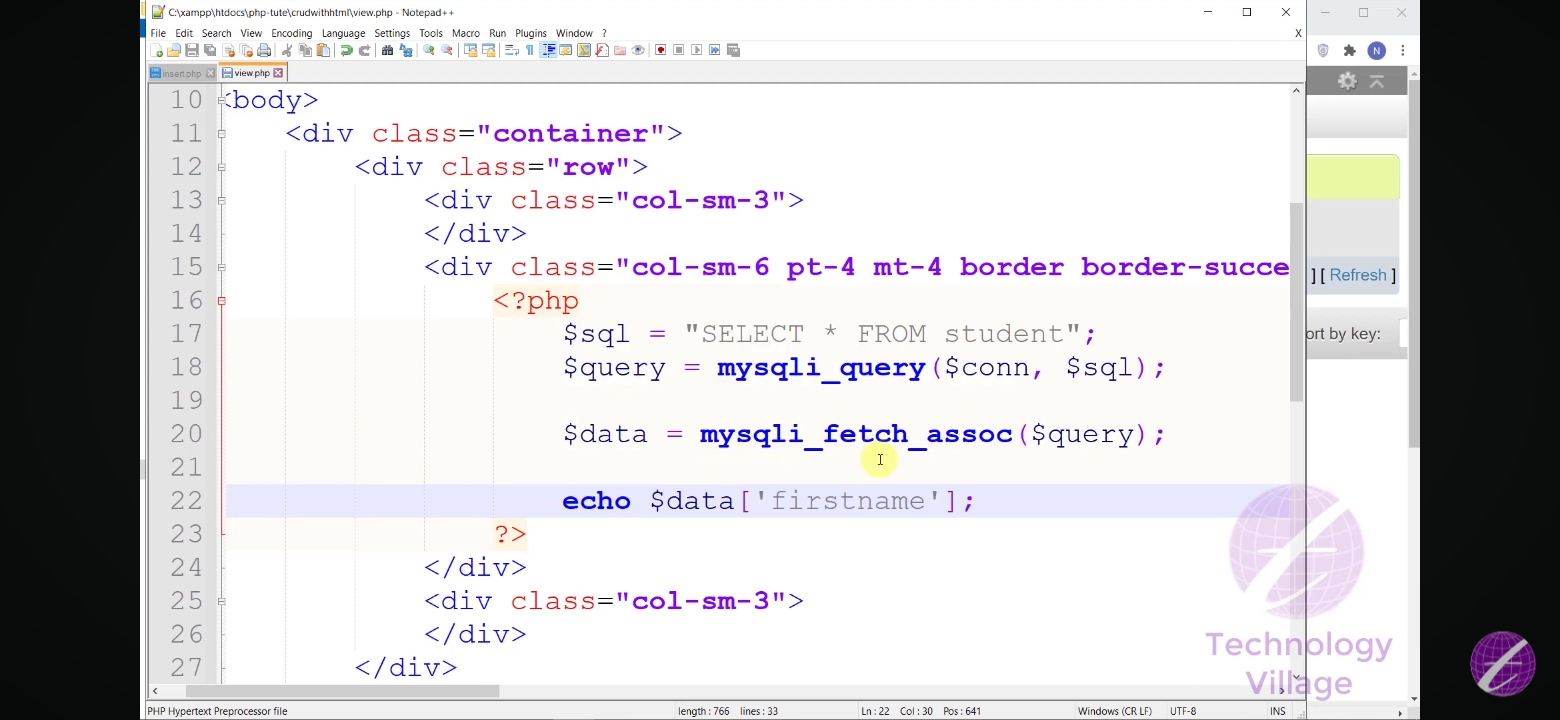 C:\xampp\htdocs\php-tute\crudwithhtml\view.php - Notepad++
File Edit Search View Encoding Language Settings Tools Macro Run Plugins Window ?
X
insert.php view.php
N
10 <body>
11 <div class="container">
12 <div class="row">
13 <div class="col-sm-3">
14 </div>
15 <div class="col-sm-6 pt-4 mt-4 border border-succe
16 <?php
17 $sql = "SELECT * FROM student";
18 $query = mysqli_query($conn, $sql);
19
20 $data = mysqli_fetch_assoc($query);
21
22 echo $data['firstname'];
23 ?>
24 </div>
25 <div class="col-sm-3">
26 </div>
27 </div>
] [ Refresh ]
ort by key:
Technology
Village
PHP Hypertext Preprocessor file length : 766 lines : 33 Ln : 22 Col : 30 Pos : 641 Windows (CR LF) UTF-8 INS